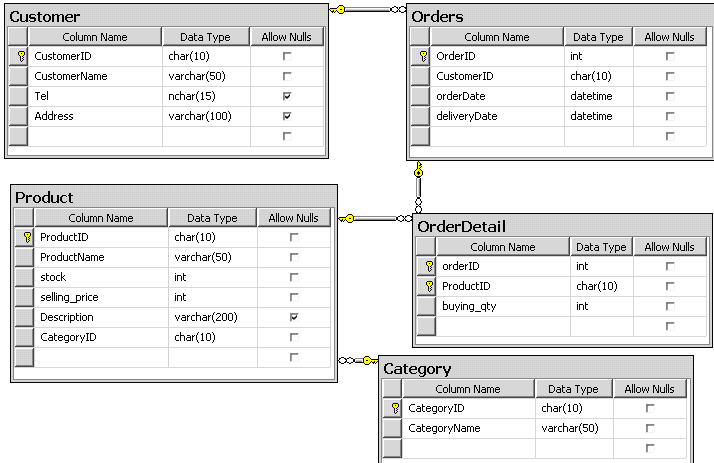 Customer
Column Name Data Type Allow Nulls
CustomerID char(10)
CustomerName varchar(50)
Tel nchar(15)
Address varchar(100)
Orders
Column Name Data Type Allow Nulls
OrderID int
CustomerID char(10)
orderDate datetime
deliveryDate datetime
Product
Column Name Data Type Allow Nulls
ProductID char(10)
ProductName varchar(50)
stock int
selling_price int
Description varchar(200)
CategoryID char(10)
OrderDetail
Column Name Data Type Allow Nulls
orderID int
ProductID char(10)
buying_qty int
Category
Column Name Data Type Allow Nulls
CategoryID char(10)
CategoryName varchar(50)